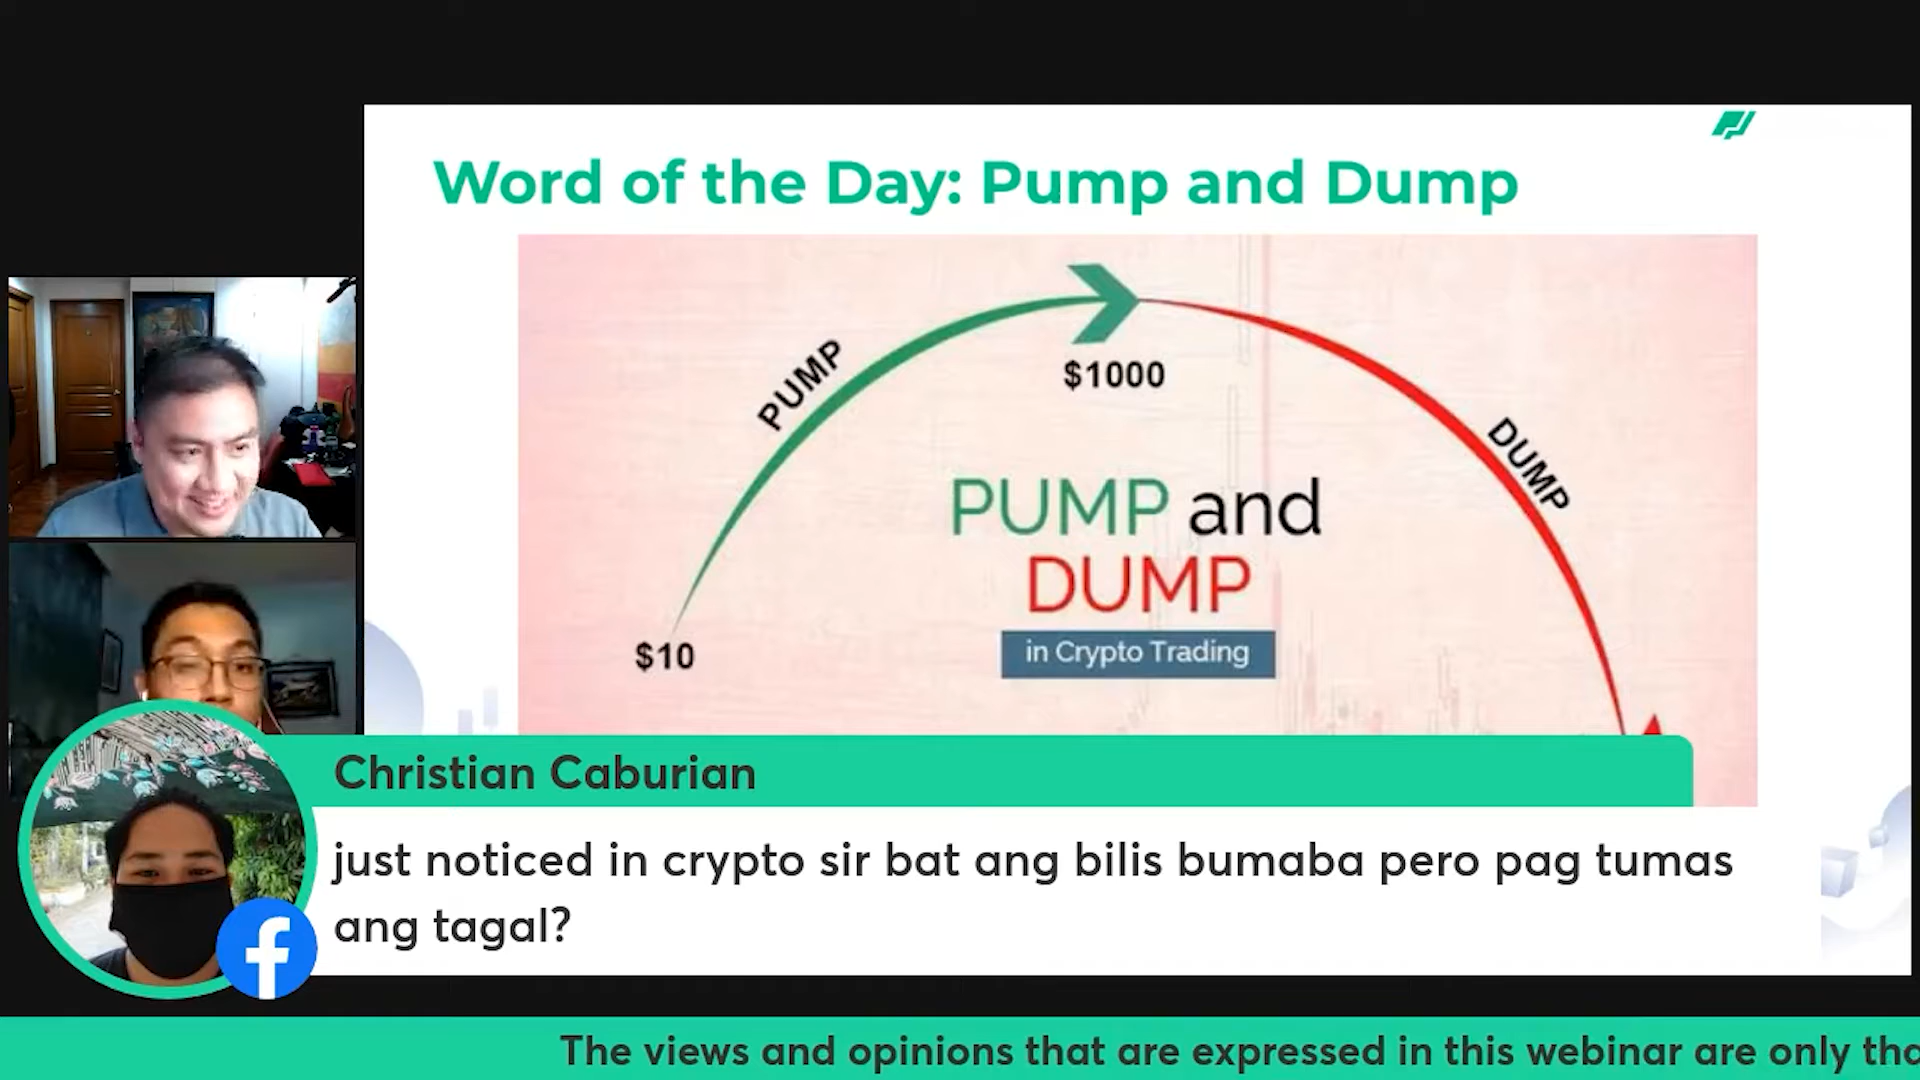 Word of the Day: Pump and Dump
PUMP
$1000
DUMP
PUMP and
DUMP
in Crypto Trading
$10
Christian Caburian
just noticed in crypto sir bat ang bilis bumaba pero pag tumas
ang tagal?
The views and opinions that are expressed in this webinar are only